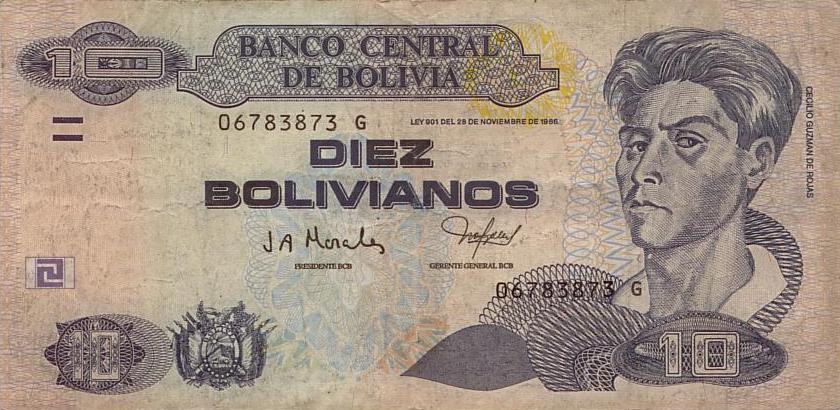 10
BANCO CENTRAL
DE BOLIVIA
06783873 G
LEY 901 DEL 28 DE NOVIEMBRE DE 1986
DIEZ
BOLIVIANOS
J A Morales
PRESIDENTE BCB
GERENTE GENERAL BCB
CECILIO GUZMAN DE ROJAS
06783873 G
10
10